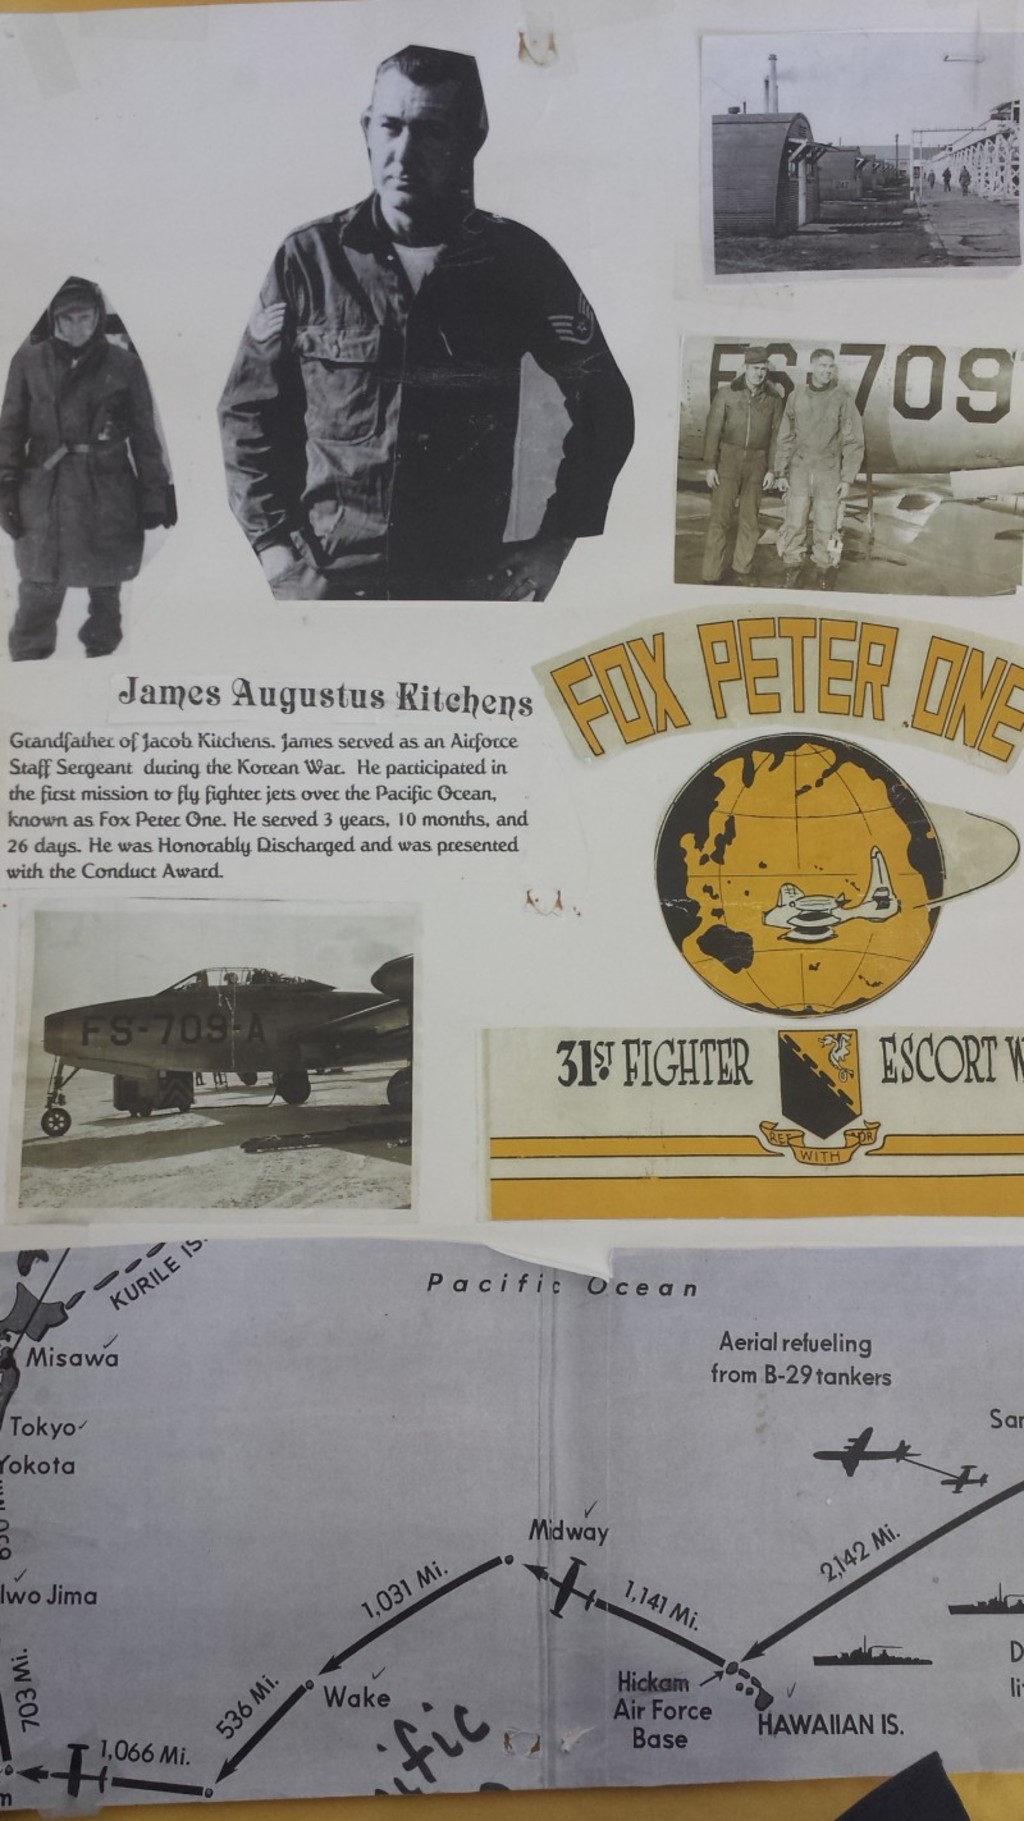 FS-709
FOX PETER ONE
James Augustus Kitchens
Grandfather of Jacob Kitchens. James served as an Airforce
Staff Sergeant during the Korean War. He participated in
the first mission to fly fighter jets over the Pacific Ocean,
known as Fox Peter One. He served 3 years, 10 months, and
26 days. He was Honorably Discharged and was presented
with the Conduct Award.
FS-709-A
31ST FIGHTER ESCORT W
WITH
KURILE IS.
Pacific Ocean
Misawa
Aerial refueling
from B-29 tankers
Tokyo
Yokota
San
Midway
2,142 Mi.
1,031 Mi.
1,141 Mi.
Iwo Jima
703 Mi.
536 Mi.
Wake
Hickam
Air Force
Base
HAWAIIAN IS.
1,066 Mi.